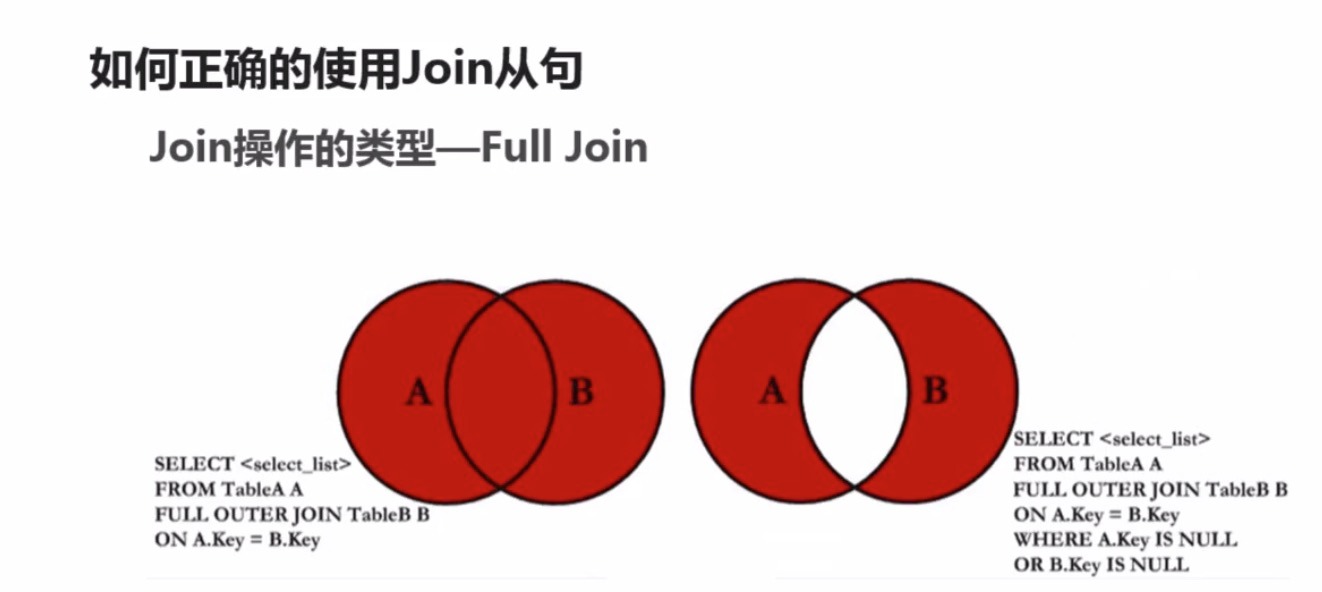 如何正确的使用Join从句
Join操作的类型—Full Join
A
B
SELECT <select_list>
FROM TableA A
FULL OUTER JOIN TableB B
ON A.Key = B.Key
A
B
SELECT <select_list>
FROM TableA A
FULL OUTER JOIN TableB B
ON A.Key = B.Key
WHERE A.Key IS NULL
OR B.Key IS NULL